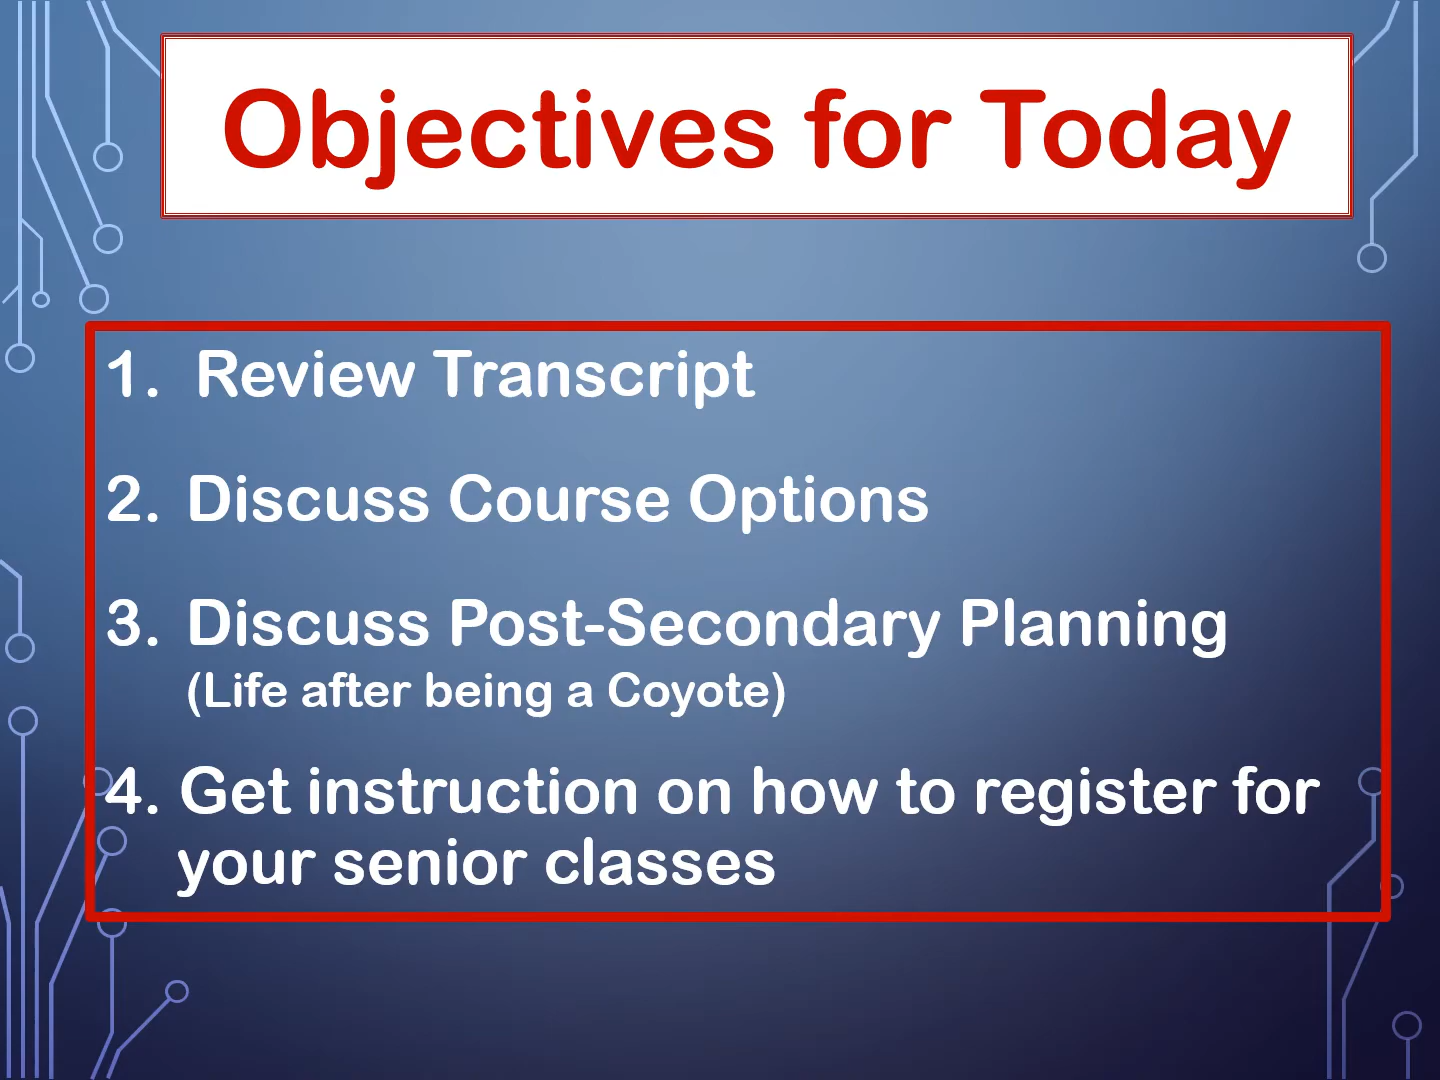 Objectives for Today
1. Review Transcript
2. Discuss Course Options
3. Discuss Post-Secondary Planning
(Life after being a Coyote)
4. Get instruction on how to register for
your senior classes